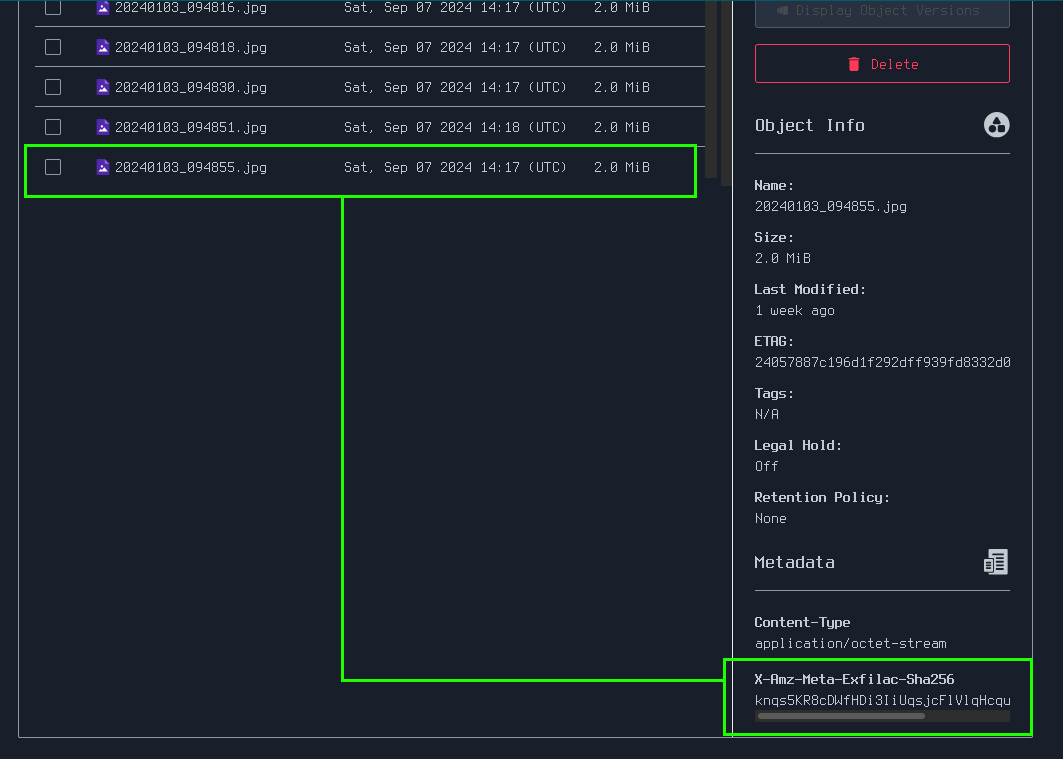 20240103_094816.jpg Sat, Sep 07 2024 14:17 (UTC) 2.0 MiB
20240103_094818.jpg Sat, Sep 07 2024 14:17 (UTC) 2.0 MiB
20240103_094830.jpg Sat, Sep 07 2024 14:17 (UTC) 2.0 MiB
20240103_094851.jpg Sat, Sep 07 2024 14:18 (UTC) 2.0 MiB
20240103_094855.jpg Sat, Sep 07 2024 14:17 (UTC) 2.0 MiB
Display Object Versions
Delete
Object Info
Name:
20240103_094855.jpg
Size:
2.0 MiB
Last Modified:
1 week ago
ETAG:
24057887c196d1f292dff939fd8332d0
Tags:
N/A
Legal Hold:
Off
Retention Policy:
None
Metadata
Content-Type
application/octet-stream
X-Amz-Meta-Exfilac-Sha256
knqs5KR8cDWfHDi3IiUqsjcFlVlqHcqu